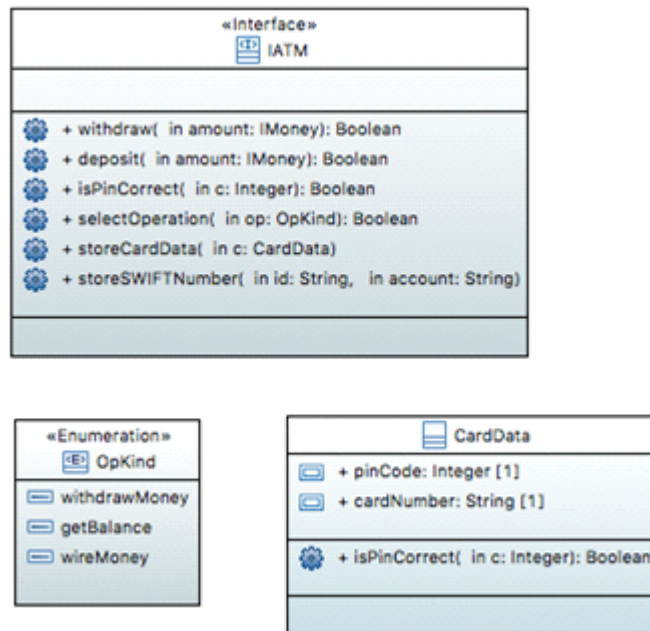 «Interface»
IATM
+ withdraw( in amount: IMoney): Boolean
+ deposit( in amount: IMoney): Boolean
+ isPinCorrect( in c: Integer): Boolean
+ selectOperation( in op: OpKind): Boolean
+ storeCardData( in c: CardData)
+ storeSWIFTNumber( in id: String, in account: String)
«Enumeration»
OpKind
withdrawMoney
getBalance
wireMoney
CardData
+ pinCode: Integer [1]
+ cardNumber: String [1]
+ isPinCorrect( in c: Integer): Boolean